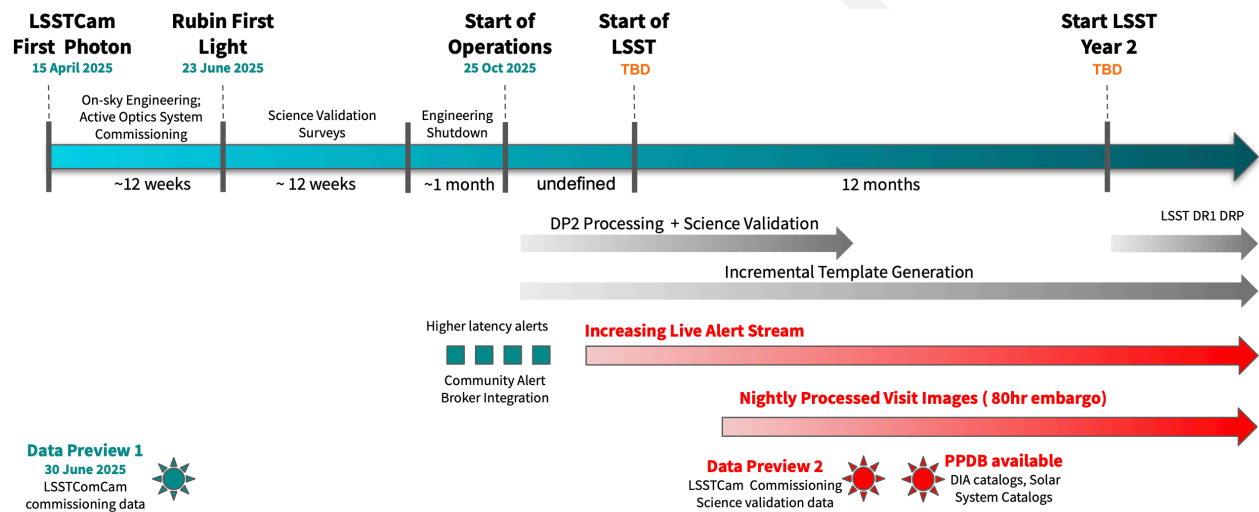 LSSTCam
First Photon
15 April 2025
Rubin First
Light
23 June 2025
Start of
Operations
25 Oct 2025
Start of
LSST
TBD
Start LSST
Year 2
TBD
On-sky Engineering;
Active Optics System
Commissioning
Science Validation
Surveys
Engineering
Shutdown
~12 weeks
~ 12 weeks
~1 month
undefined
12 months
DP2 Processing + Science Validation
LSST DR1 DRP
Incremental Template Generation
Higher latency alerts
Community Alert
Broker Integration
Increasing Live Alert Stream
Nightly Processed Visit Images ( 80hr embargo)
Data Preview 1
30 June 2025
LSSTComCam
commissioning data
Data Preview 2
LSSTCam Commissioning
Science validation data
PPDB available
DIA catalogs, Solar
System Catalogs